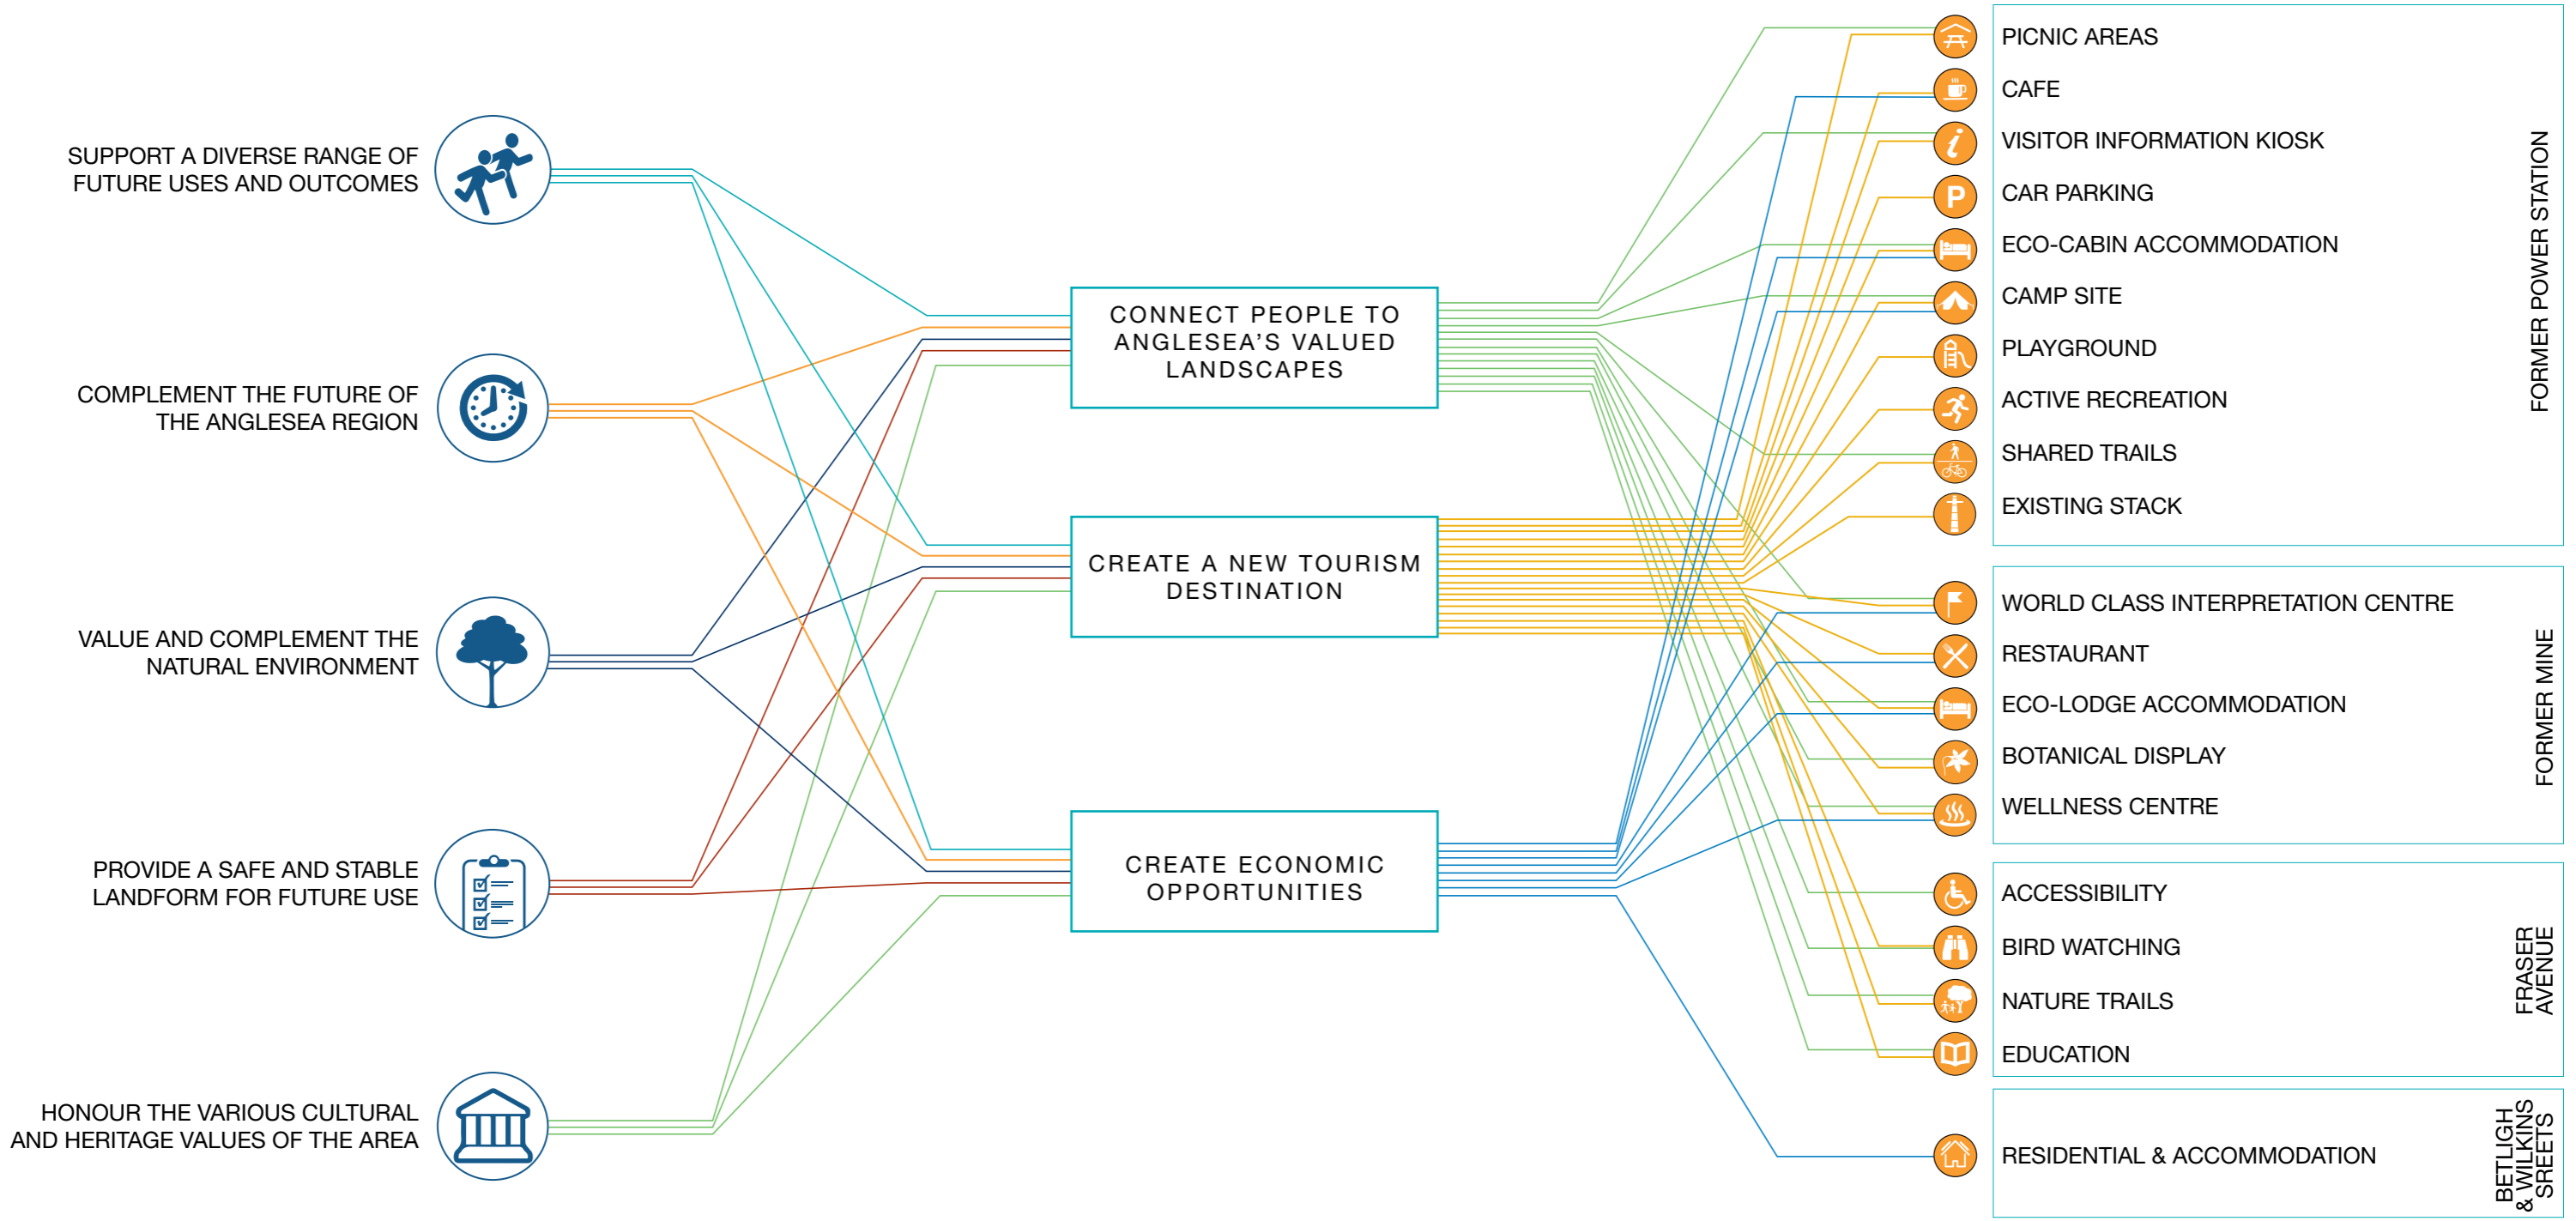 SUPPORT A DIVERSE RANGE OF
FUTURE USES AND OUTCOMES
COMPLEMENT THE FUTURE OF
THE ANGLESEA REGION
VALUE AND COMPLEMENT THE
NATURAL ENVIRONMENT
PROVIDE A SAFE AND STABLE
LANDFORM FOR FUTURE USE
HONOUR THE VARIOUS CULTURAL
AND HERITAGE VALUES OF THE AREA
CONNECT PEOPLE TO
ANGLESEA'S VALUED
LANDSCAPES
CREATE A NEW TOURISM
DESTINATION
CREATE ECONOMIC
OPPORTUNITIES
PICNIC AREAS
CAFE
i
VISITOR INFORMATION KIOSK
P
CAR PARKING
ECO-CABIN ACCOMMODATION
CAMP SITE
PLAYGROUND
ACTIVE RECREATION
SHARED TRAILS
EXISTING STACK
FORMER POWER STATION
WORLD CLASS INTERPRETATION CENTRE
RESTAURANT
ECO-LODGE ACCOMMODATION
BOTANICAL DISPLAY
WELLNESS CENTRE
FORMER MINE
ACCESSIBILITY
BIRD WATCHING
NATURE TRAILS
EDUCATION
FRASER
AVENUE
RESIDENTIAL & ACCOMMODATION
BETLIGH
& WILKINS
SREETS